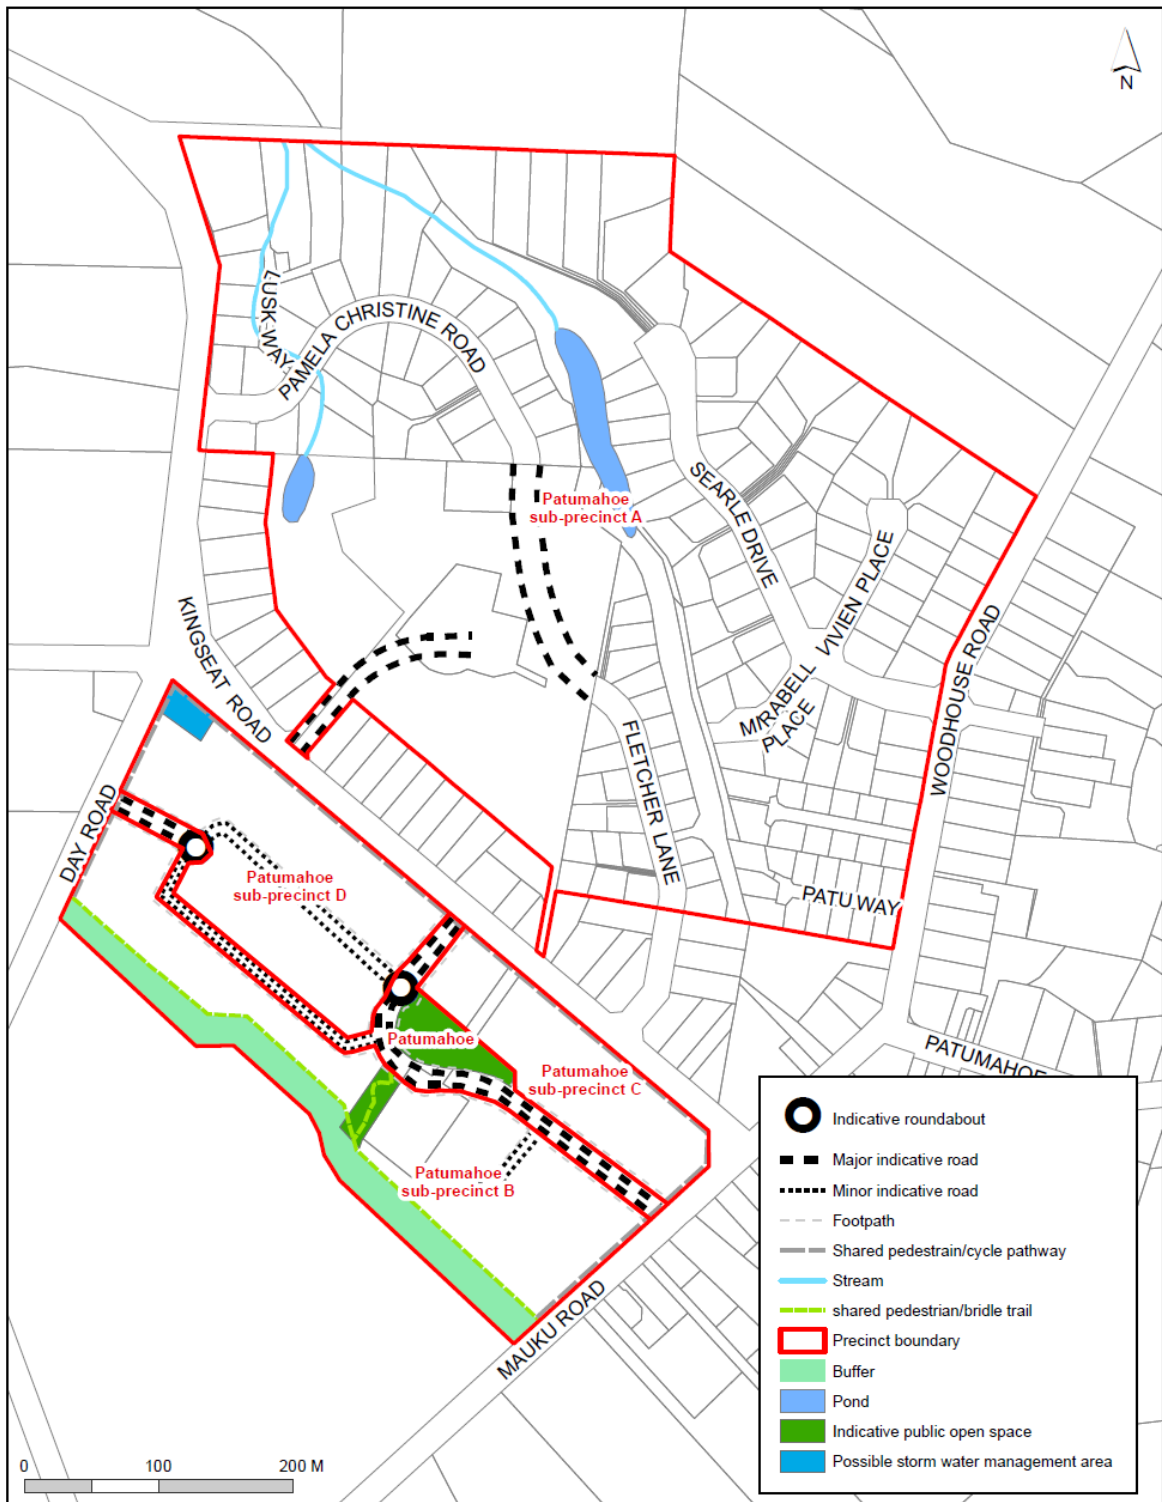 N
LUSK WAY
PAMELA CHRISTINE ROAD
SEARLE DRIVE
Patumahoe
sub-precinct A
VIVIEN PLACE
MIRABELL
PLACE
WOODHOUSE ROAD
KINGSEAT ROAD
FLETCHER LANE
DAY ROAD
PATU WAY
Patumahoe
sub-precinct D
Patumahoe
PATUMAHOE
Patumahoe
sub-precinct C
Patumahoe
sub-precinct B
MAUKU ROAD
Indicative roundabout
Major indicative road
Minor indicative road
Footpath
Shared pedestrain/cycle pathway
Stream
shared pedestrian/bridle trail
Precinct boundary
Buffer
Pond
Indicative public open space
Possible storm water management area
0 100 200 M